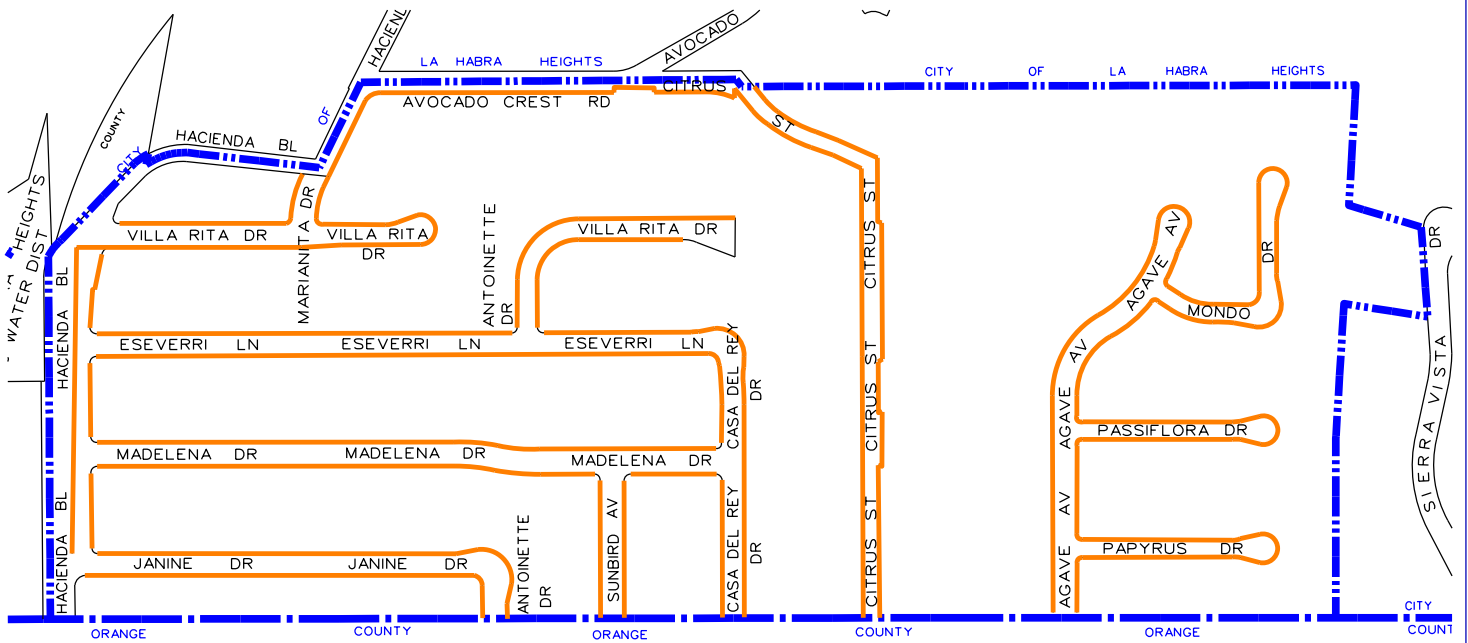 HACIEND
AVOCADO
LA HABRA HEIGHTS
CITY OF LA HABRA HEIGHTS
CITRUS
AVOCADO CREST RD
COUNTY
OF
ST
HACIENDA BL
CITY
HEIGHTS
WATER DIST
MARIANITA DR
VILLA RITA DR
VILLA RITA
DR
ANTOINETTE
DR
VILLA RITA DR
CITRUS ST
AV
AGAVE
DR
MONDO
DR
HACIENDA BL
ESEVERRI LN
ESEVERRI LN
ESEVERRI LN
CASA DEL REY
DR
CITRUS ST
AV
AGAVE
SIERRA VISTA
MADELENA DR
MADELENA DR
MADELENA DR
PASSIFLORA DR
HACIENDA BL
JANINE DR
JANINE DR
ANTOINETTE
DR
SUNBIRD AV
CASA DEL REY
DR
CITRUS ST
AGAVE AV
PAPYRUS DR
CITY
ORANGE COUNTY ORANGE COUNTY ORANGE